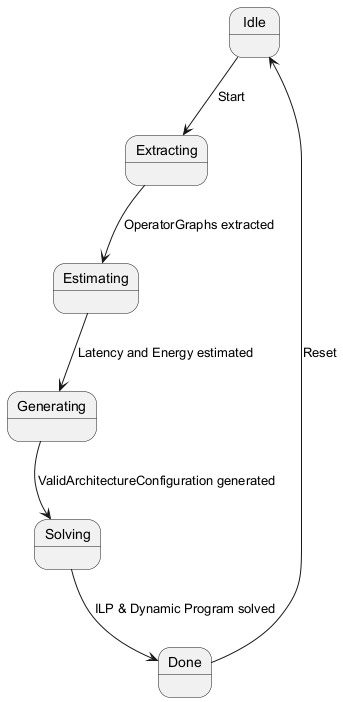 Idle
Start
Extracting
OperatorGraphs extracted
Estimating
Latency and Energy estimated
Reset
Generating
ValidArchitectureConfiguration generated
Solving
ILP & Dynamic Program solved
Done